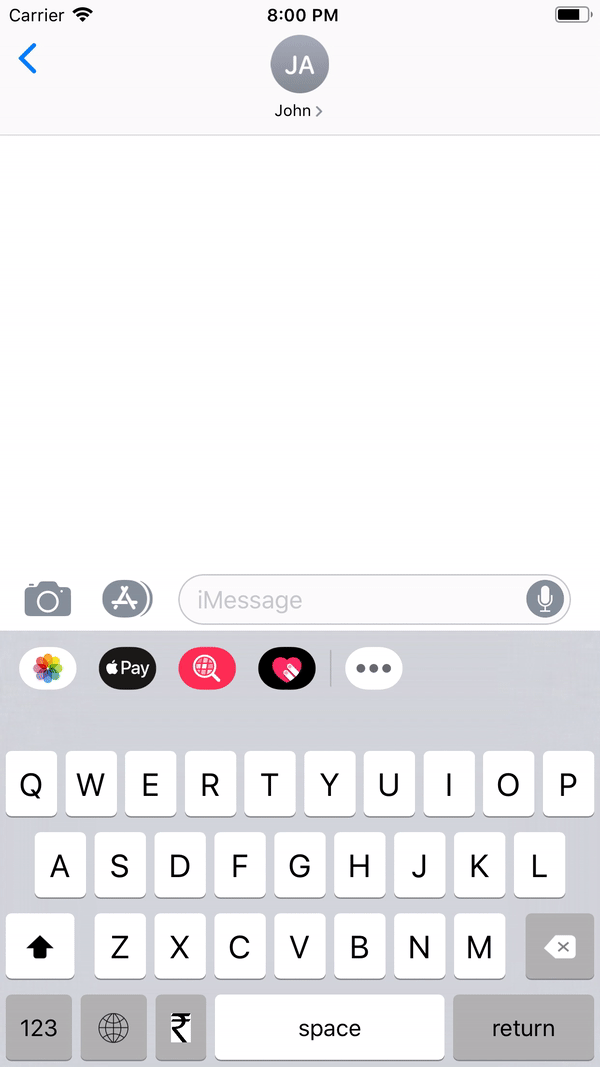 Carrier 8:00 PM
JA
John
iMessage
Pay
Q W E R T Y U I O P
A S D F G H J K L
Z X C V B N M
123 ₹ space return